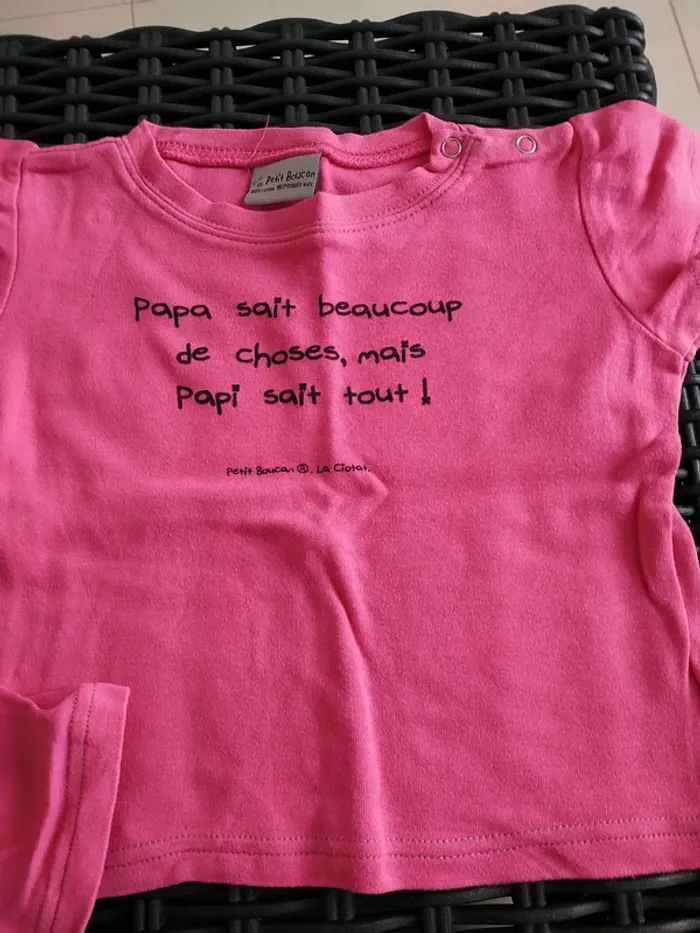 Petit Boucan
Papa sait beaucoup
de choses, mais
Papi sait tout !
Petit Boucan ®. La Ciotat.